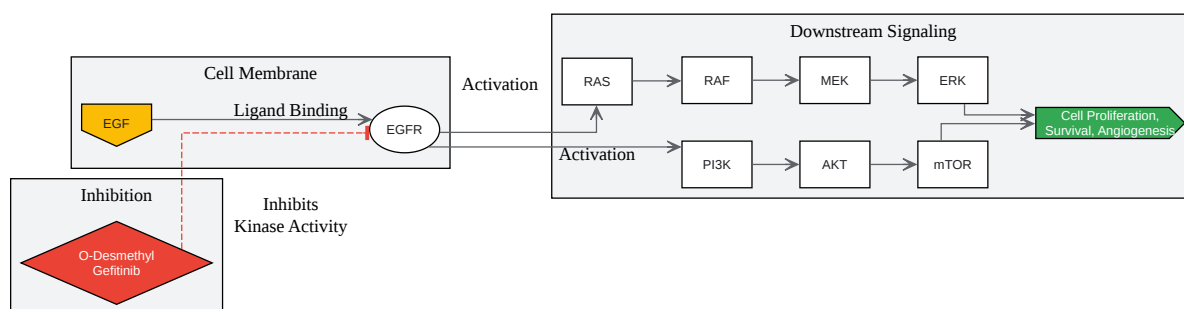 Downstream Signaling
Cell Membrane
Activation
RAS
RAF
MEK
ERK
EGF
Ligand Binding
EGFR
Cell Proliferation,
Survival, Angiogenesis
Activation
PI3K
AKT
mTOR
Inhibition
Inhibits
Kinase Activity
O-Desmethyl
Gefitinib